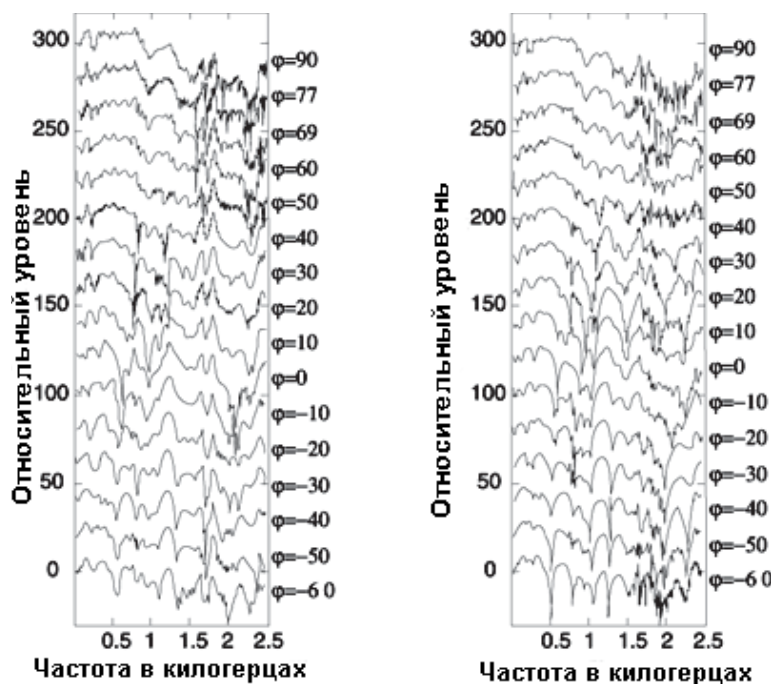 Относительный уровень
300
250
200
150
100
50
0
φ=90
φ=77
φ=69
φ=60
φ=50
φ=40
φ=30
φ=20
φ=10
φ=0
φ=−10
φ=−20
φ=−30
φ=−40
φ=−50
φ=−6 0
0.5 1 1.5 2 2.5
Частота в килогерцах
Относительный уровень
300
250
200
150
100
50
0
φ=90
φ=77
φ=69
φ=60
φ=50
φ=40
φ=30
φ=20
φ=10
φ=0
φ=−10
φ=−20
φ=−30
φ=−40
φ=−50
φ=−6 0
0.5 1 1.5 2 2.5
Частота в килогерцах